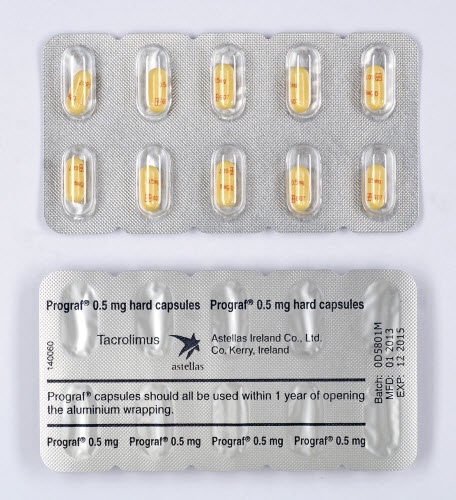 Prograf® 0.5 mg hard capsules Prograf® 0.5 mg hard capsules
140060
Tacrolimus
astellas
Astellas Ireland Co., Ltd.
Co. Kerry, Ireland
Batch: 0D5801M
MFD: 01 2013
EXP: 12 2015
Prograf® capsules should all be used within 1 year of opening
the aluminium wrapping.
Prograf® 0.5 mg Prograf® 0.5 mg Prograf® 0.5 mg Prograf® 0.5 mg